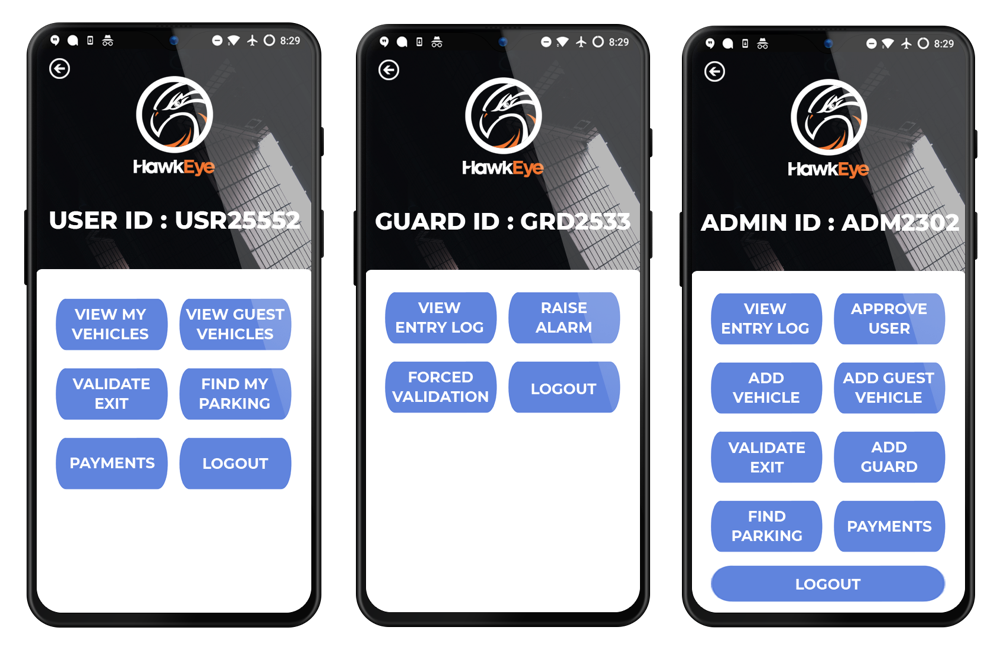 8:29
HawkEye
USER ID : USR25552
VIEW MY
VEHICLES
VIEW GUEST
VEHICLES
VALIDATE
EXIT
FIND MY
PARKING
PAYMENTS
LOGOUT
8:29
HawkEye
GUARD ID : GRD2533
VIEW
ENTRY LOG
RAISE
ALARM
FORCED
VALIDATION
LOGOUT
8:29
HawkEye
ADMIN ID : ADM2302
VIEW
ENTRY LOG
APPROVE
USER
ADD
VEHICLE
ADD GUEST
VEHICLE
VALIDATE
EXIT
ADD
GUARD
FIND
PARKING
PAYMENTS
LOGOUT